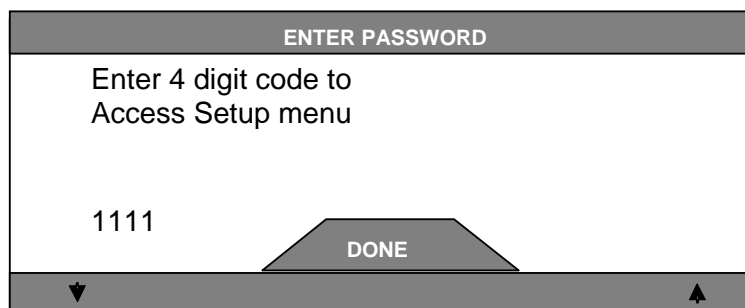 ENTER PASSWORD
Enter 4 digit code to
Access Setup menu
1111
DONE